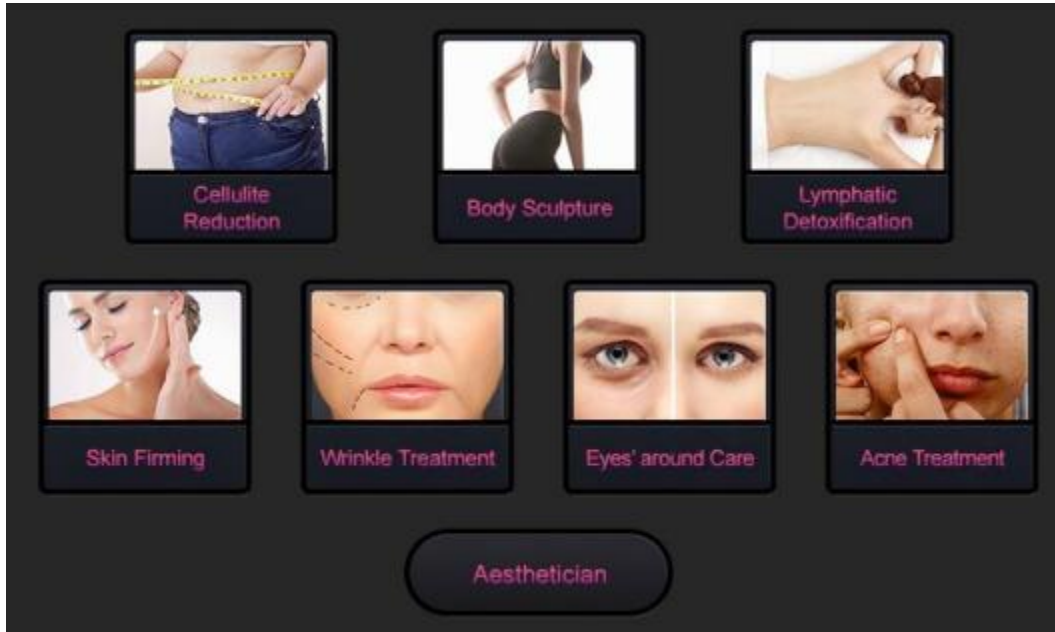 Cellulite
Reduction
Body Sculpture
Lymphatic
Detoxification
Skin Firming
Wrinkle Treatment
Eyes' around Care
Acne Treatment
Aesthetician